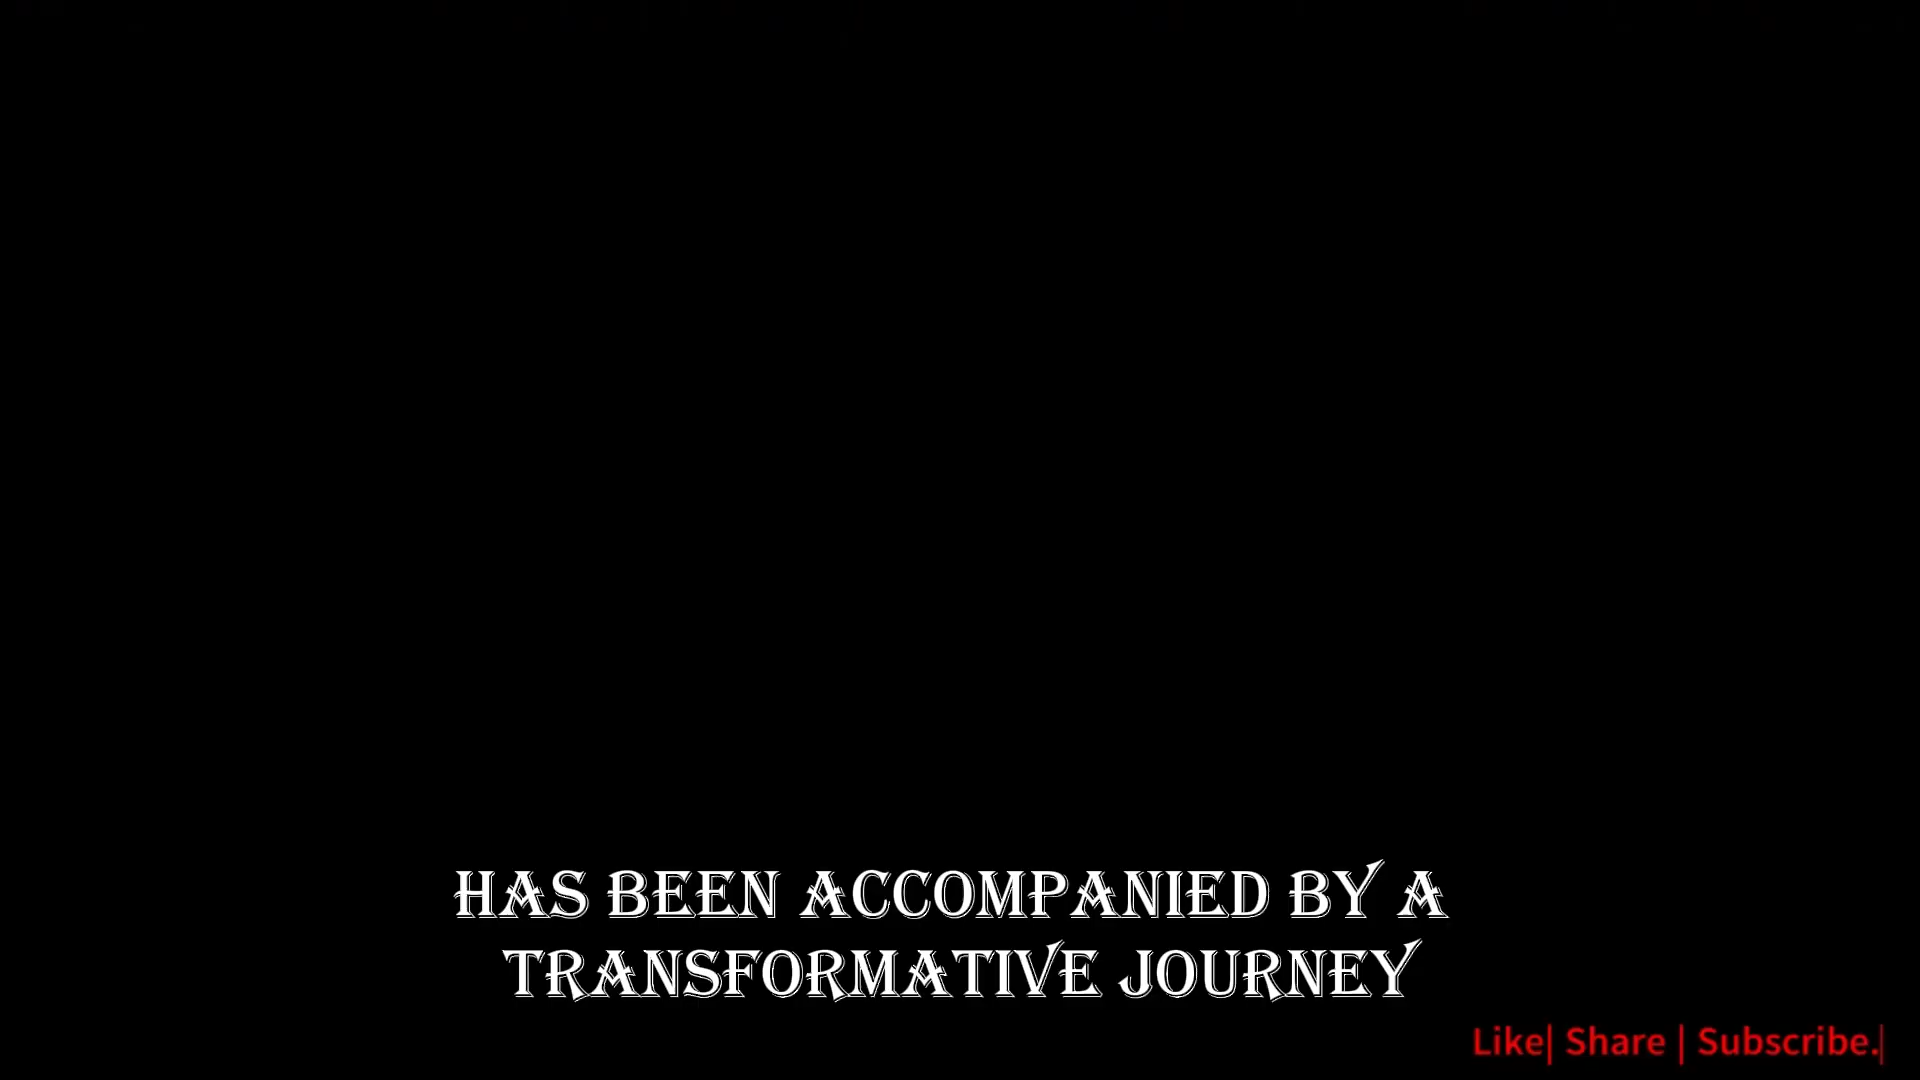 HAS BEEN ACCOMPANIED BY A
TRANSFORMATIVE JOURNEY
Like| Share | Subscribe.|